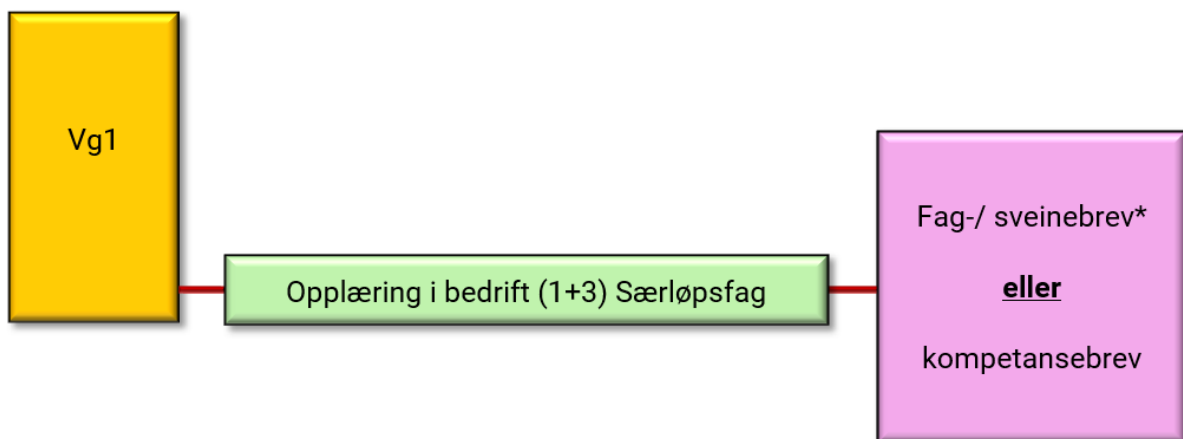 Vg1
Opplæring i bedrift (1+3) Særløpsfag
Fag-/ sveinebrev*
eller
kompetansebrev